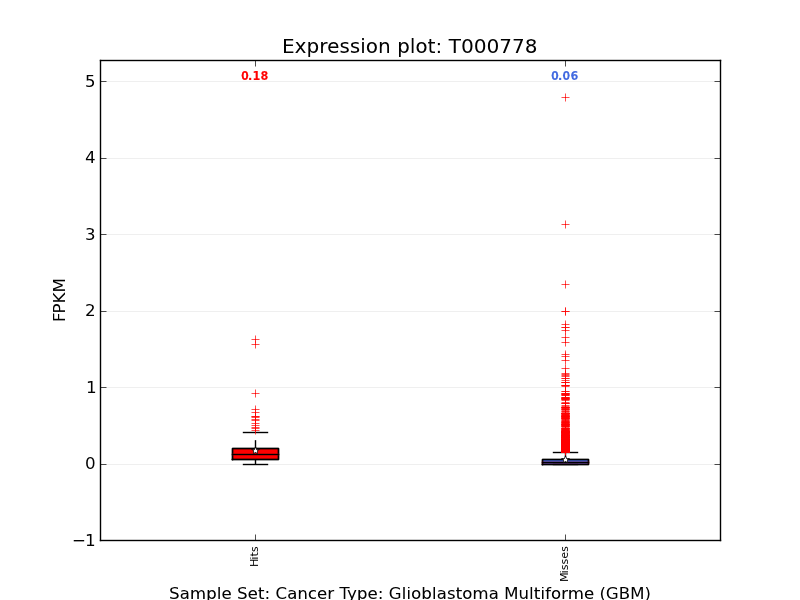 Expression plot: T000778
0.18
0.06
5
4
3
2
1
0
−1
FPKM
Hits
Misses
Sample Set: Cancer Type: Glioblastoma Multiforme (GBM)